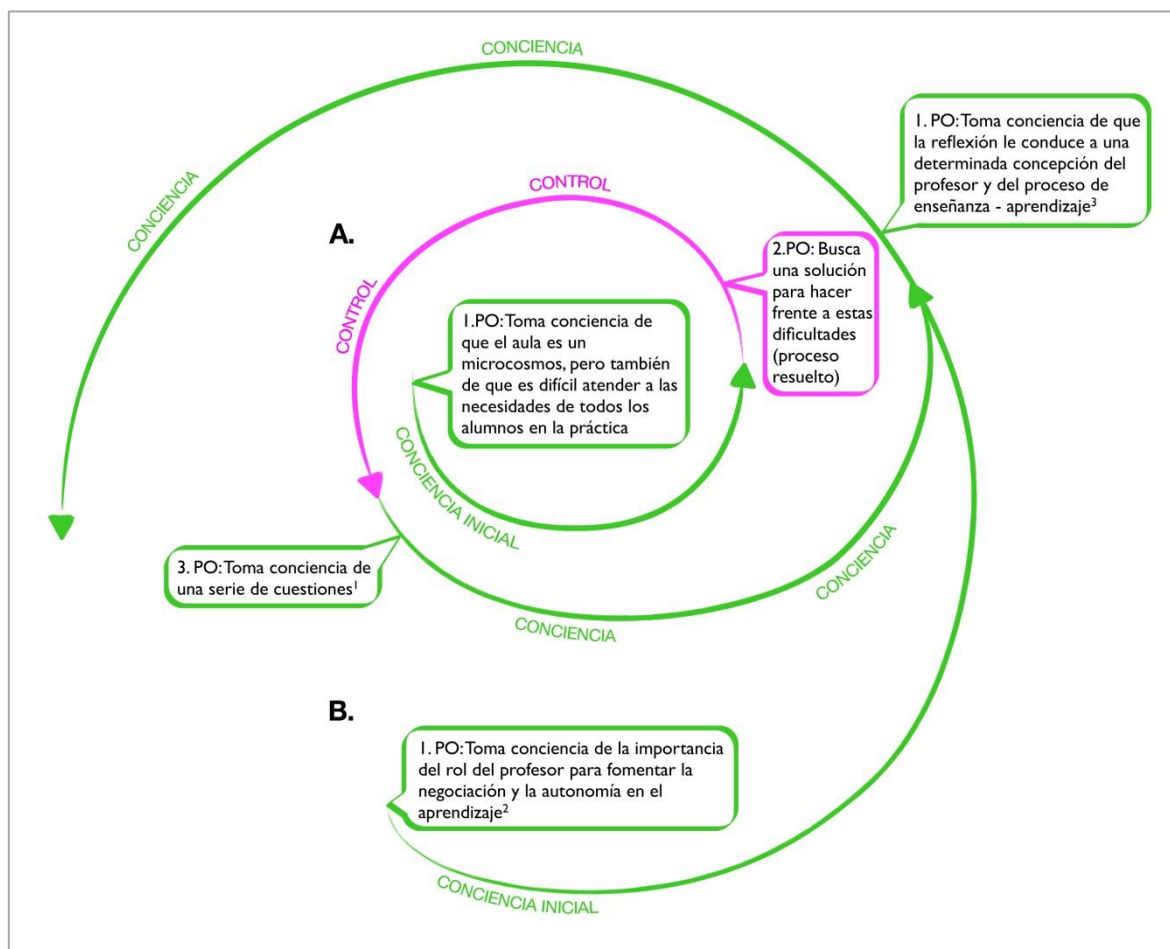 CONCIENCIA
CONCIENCIA
1. PO: Toma conciencia de que
la reflexión le conduce a una
determinada concepción del
profesor y del proceso de
enseñanza - aprendizaje³
CONTROL
A.
CONTROL
2.PO: Busca
una solución
para hacer
frente a estas
dificultades
(proceso
resuelto)
1.PO: Toma conciencia de
que el aula es un
microcosmos, pero también
de que es difícil atender a las
necesidades de todos los
alumnos en la práctica
CONCIENCIA INICIAL
3. PO: Toma conciencia de
una serie de cuestiones¹
CONCIENCIA
CONCIENCIA
B.
1. PO: Toma conciencia de la importancia
del rol del profesor para fomentar la
negociación y la autonomía en el
aprendizaje²
CONCIENCIA INICIAL